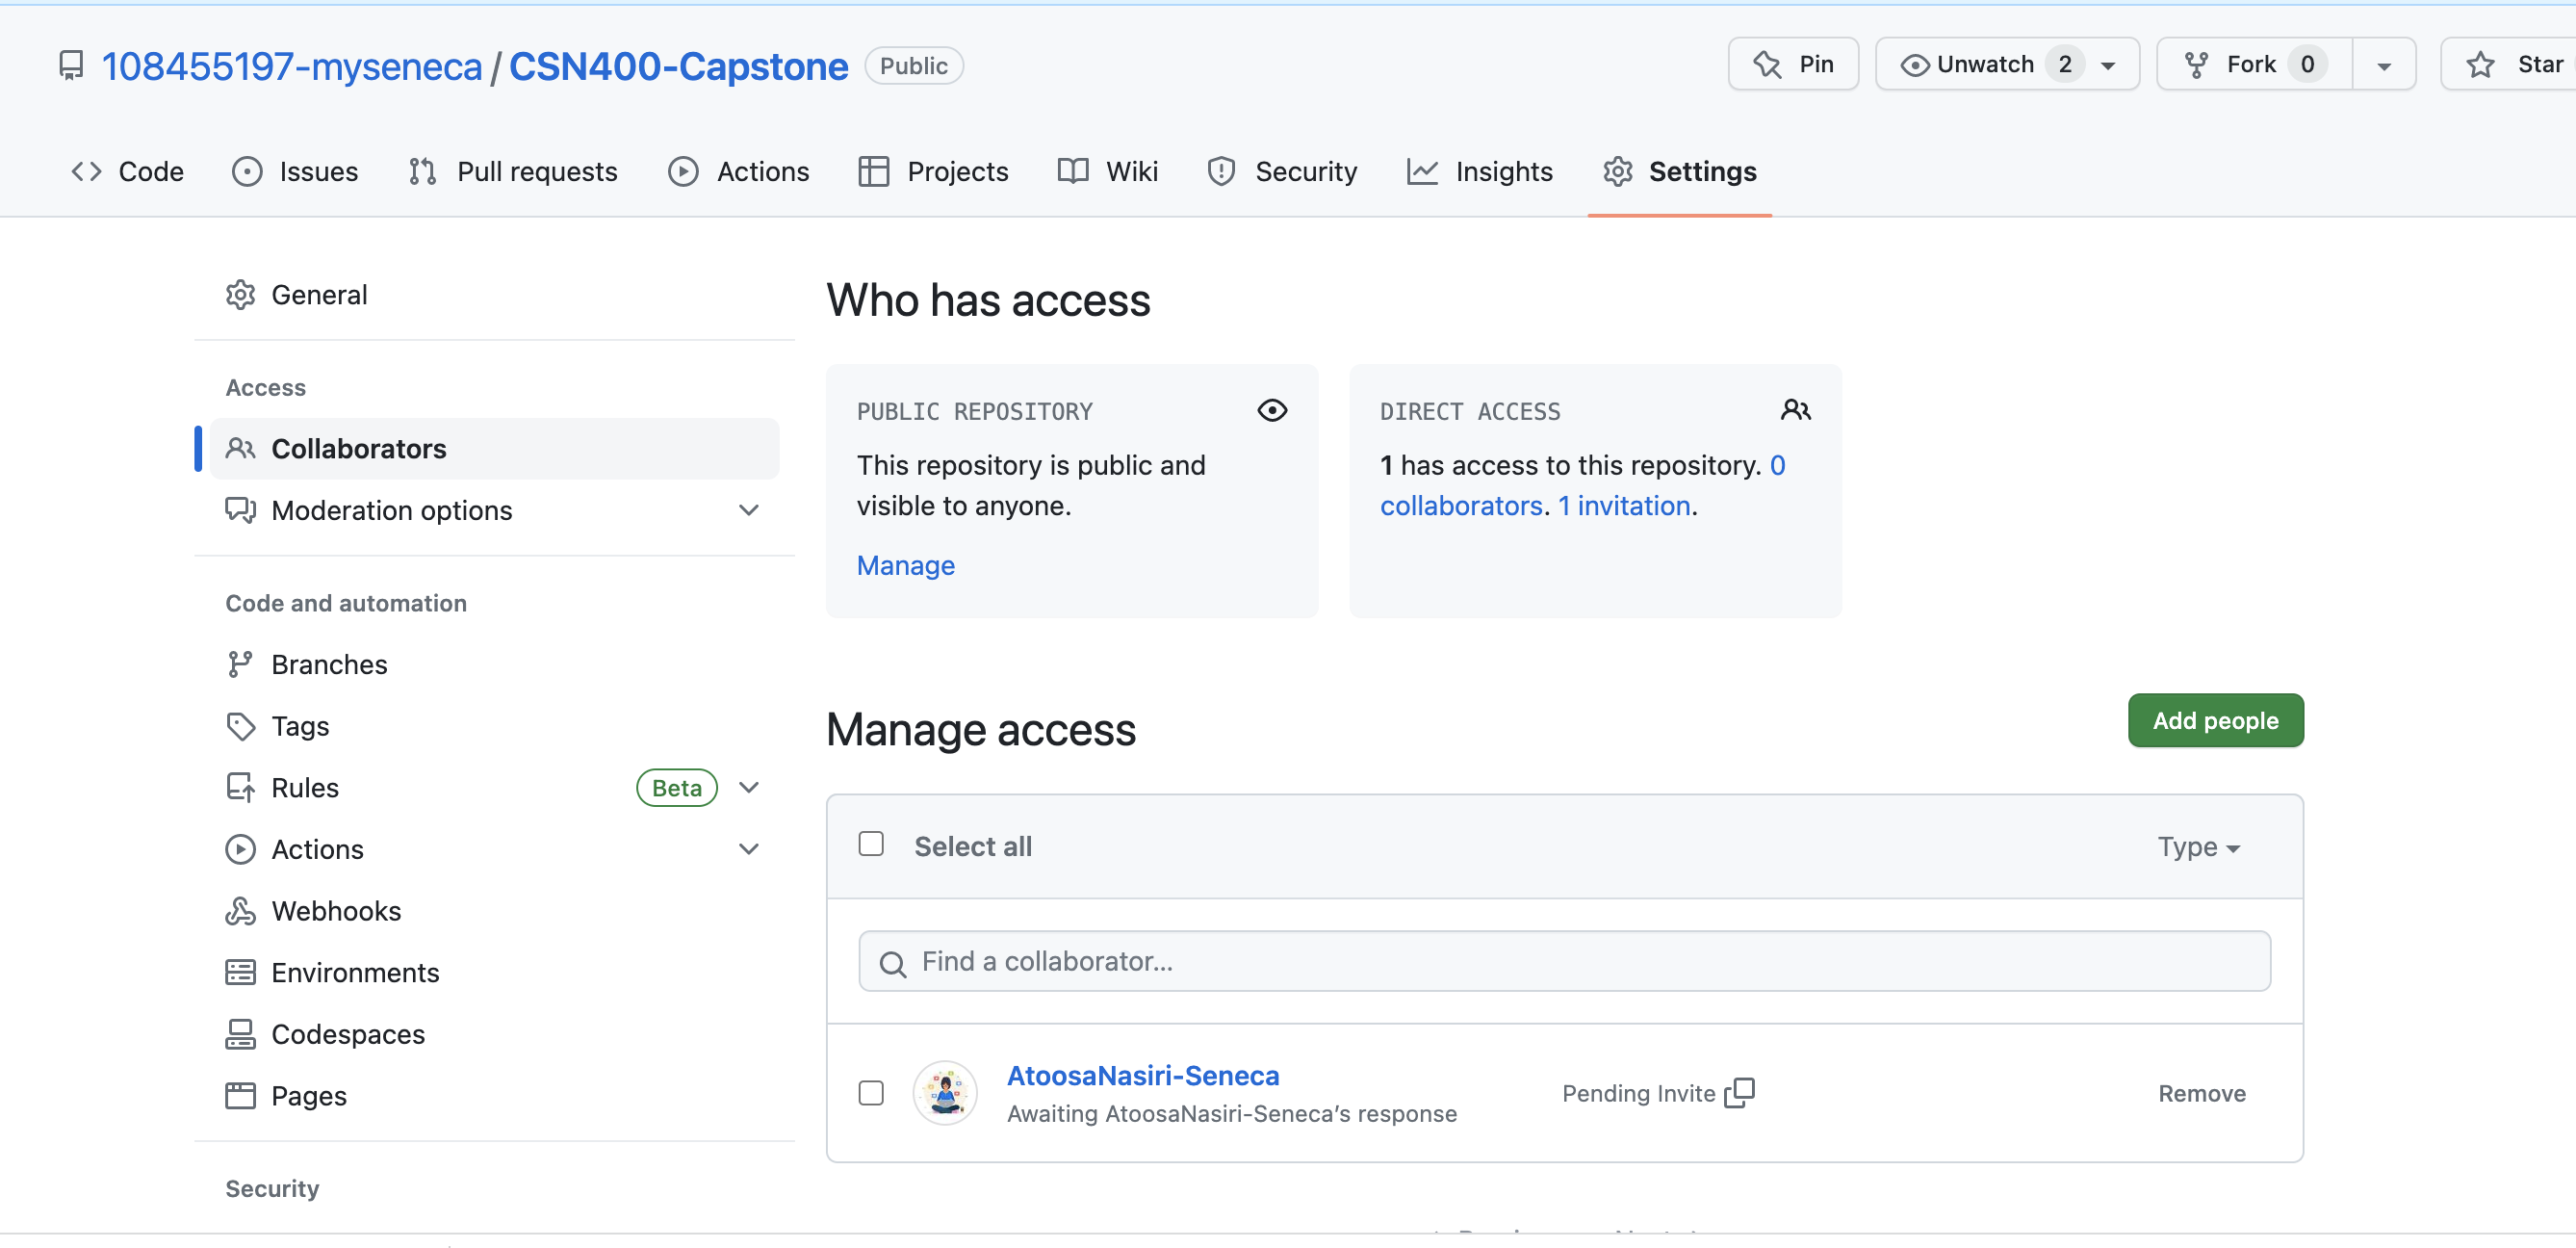 108455197-myseneca / CSN400-Capstone Public
Pin
Unwatch 2
Fork 0
Star
Code
Issues
Pull requests
Actions
Projects
Wiki
Security
Insights
Settings
General
Access
Collaborators
Moderation options
Code and automation
Branches
Tags
Rules Beta
Actions
Webhooks
Environments
Codespaces
Pages
Security
Who has access
PUBLIC REPOSITORY
This repository is public and
visible to anyone.
Manage
DIRECT ACCESS
1 has access to this repository. 0
collaborators. 1 invitation.
Manage access
Add people
Select all
Type
Find a collaborator...
AtoosaNasiri-Seneca
Awaiting AtoosaNasiri-Seneca’s response
Pending Invite
Remove